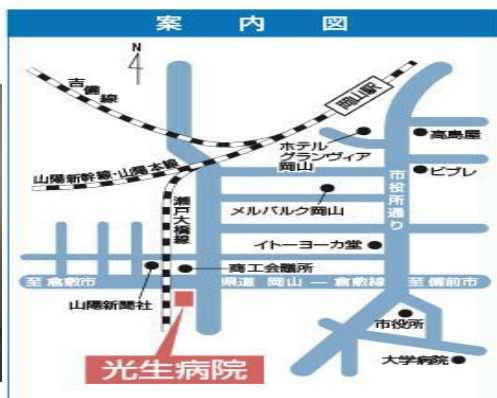 案内図
N
吉備線
岡山駅
ホテル
グランヴィア
岡山
高島屋
ビブレ
山陽新幹線・山陽本線
瀬戸大橋線
メルパルク岡山
市役所通り
イトーヨーカ堂
商工会議所
至倉敷市
県道 岡山 ― 倉敷線
至備前市
山陽新聞社
市役所
光生病院
大学病院